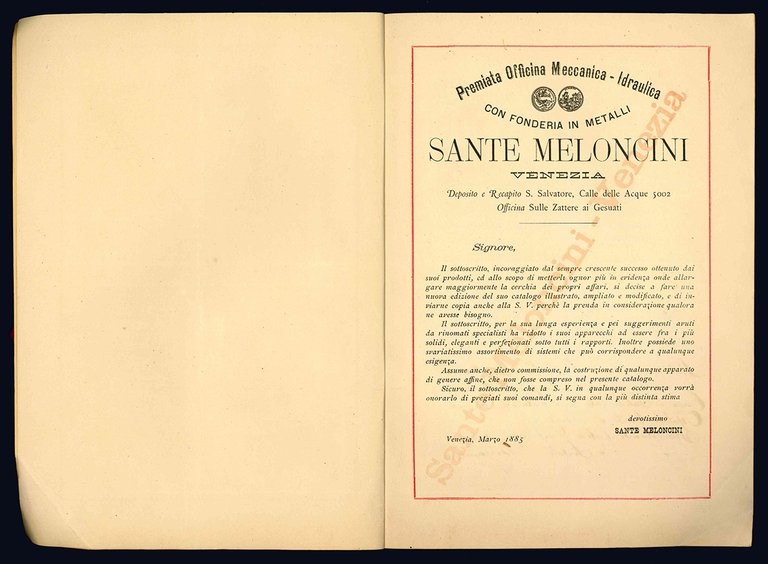 Premiata Officina Meccanica - Idraulica
CON FONDERIA IN METALLI
SANTE MELONCINI
VENEZIA
Deposito e Recapito S. Salvatore, Calle delle Acque 5002
Officina Sulle Zattere ai Gesuati
Signore,
Il sottoscritto, incoraggiato dal sempre crescente successo ottenuto dai
suoi prodotti, ed allo scopo di metterli ognor più in evidenza onde allar-
gare maggiormente la cerchia dei propri affari, si decise a fare una
nuova edizione del suo catalogo illustrato, ampliato e modificato, e di in-
viarne copia anche alla S. V. perchè la prenda in considerazione qualora
ne avesse bisogno.
Il sottoscritto, per la sua lunga esperienza e pei suggerimenti avuti
da rinomati specialisti ha ridotto i suoi apparecchi ad essere fra i più
solidi, eleganti e perfezionati sotto tutti i rapporti. Inoltre possiede uno
svariatissimo assortimento di sistemi che può corrispondere a qualunque
esigenza.
Assume anche, dietro commissione, la costruzione di qualunque apparato
di genere affine, che non fosse compreso nel presente catalogo.
Sicuro, il sottoscritto, che la S. V. in qualunque occorrenza vorrà
onorarlo di pregiati suoi comandi, si segna con la più distinta stima
devotissimo
SANTE MELONCINI
Venezia, Marzo 1885
Sante Meloncini - Venezia